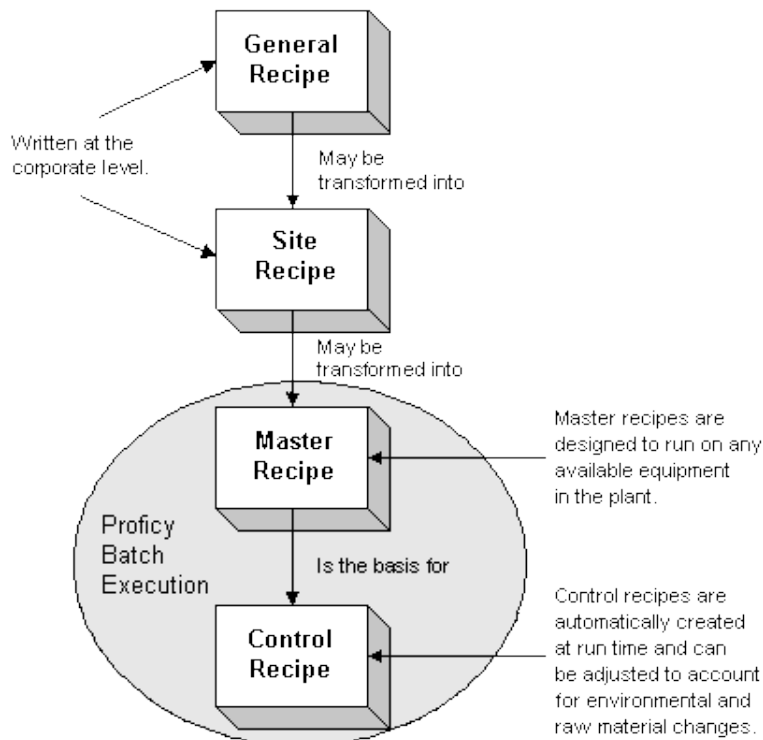 General
Recipe
Written at the
corporate level.
May be
transformed into
Site
Recipe
May be
transformed into
Master
Recipe
Master recipes are
designed to run on any
available equipment
in the plant.
Proficy
Batch
Execution
Is the basis for
Control
Recipe
Control recipes are
automatically created
at run time and can
be adjusted to account
for environmental and
raw material changes.